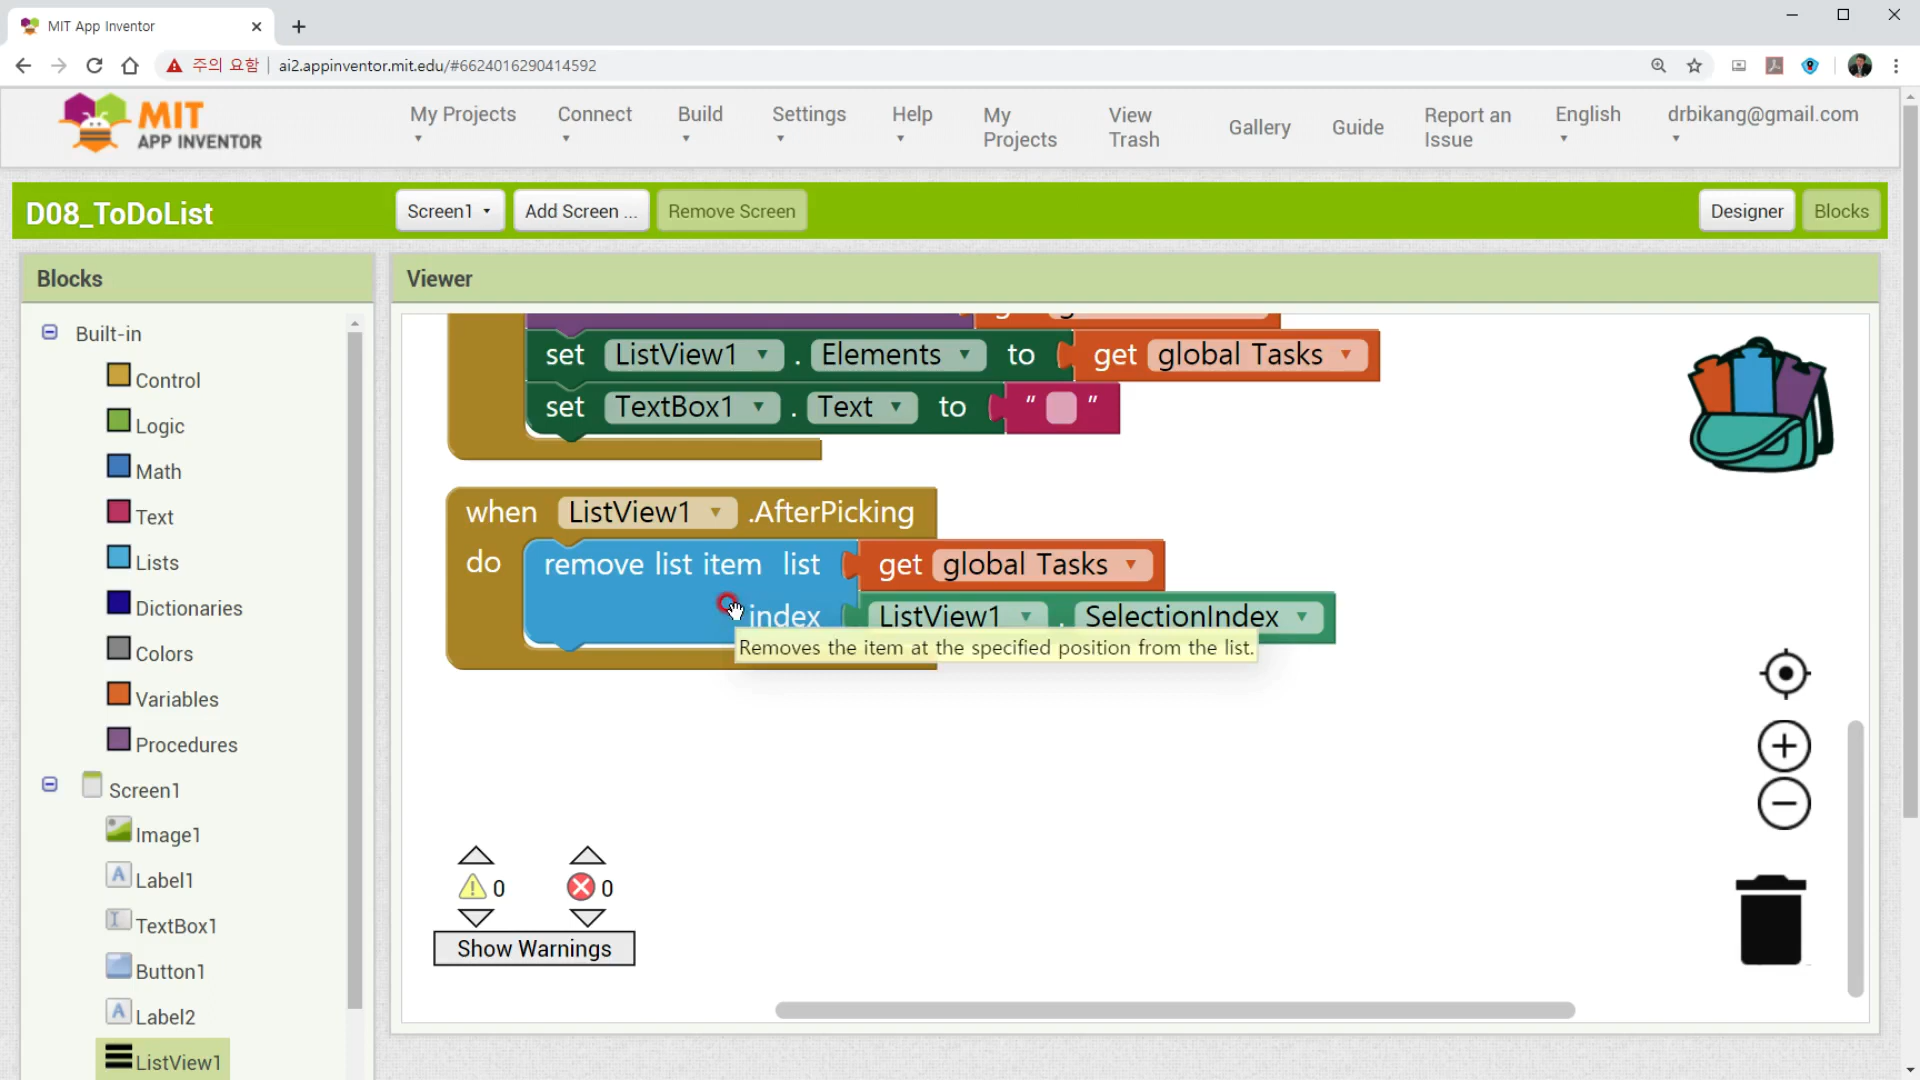 MIT App Inventor
주의 요함 | ai2.appinventor.mit.edu/#6624016290414592
MIT
APP INVENTOR
My Projects
Connect
Build
Settings
Help
My
Projects
View
Trash
Gallery
Guide
Report an
Issue
English
drbikang@gmail.com
D08_ToDoList
Screen1
Add Screen ...
Remove Screen
Designer
Blocks
Blocks
Built-in
Control
Logic
Math
Text
Lists
Dictionaries
Colors
Variables
Procedures
Screen1
Image1
Label1
TextBox1
Button1
Label2
ListView1
Viewer
set ListView1 . Elements to get global Tasks
set TextBox1 . Text to " "
when ListView1 .AfterPicking
do remove list item list get global Tasks
index ListView1 . SelectionIndex
Removes the item at the specified position from the list.
0 0
Show Warnings